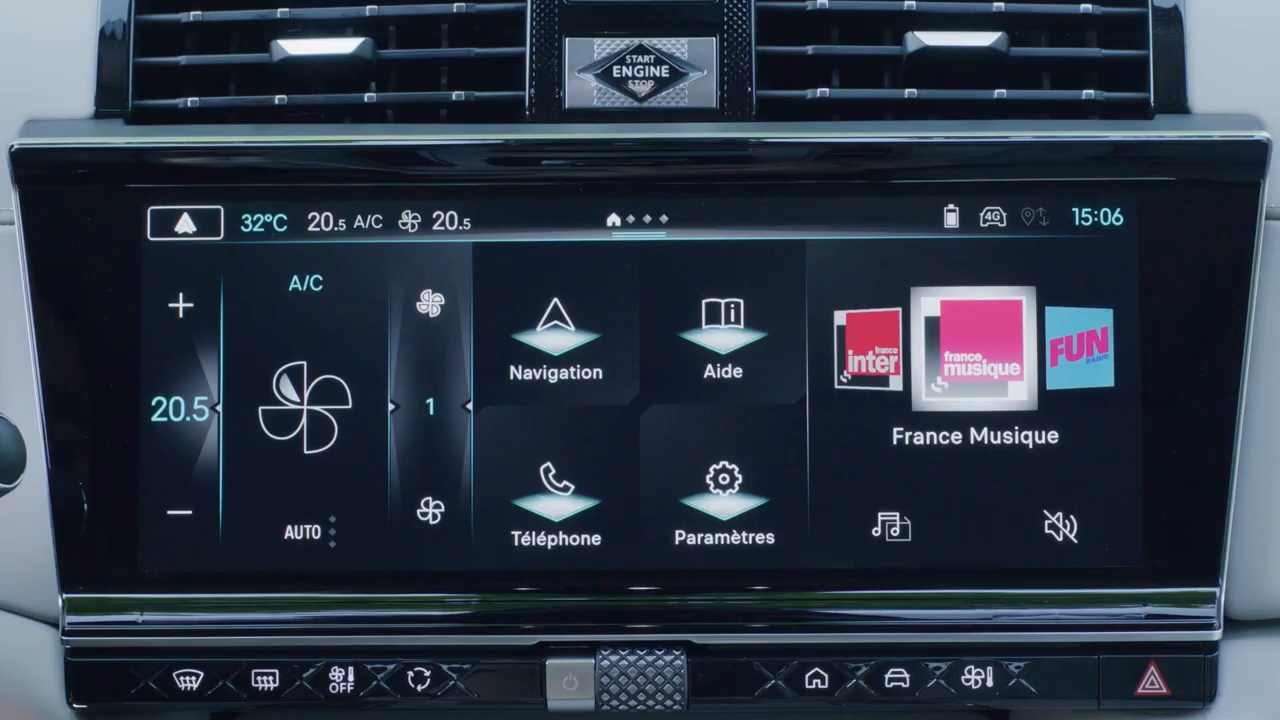 START
ENGINE
STOP
32°C
20.5 A/C
20.5
4G
15:06
A/C
20.5
1
AUTO
Navigation
Aide
Téléphone
Paramètres
france
inter
france
musique
FUN
RADIO
France Musique
OFF